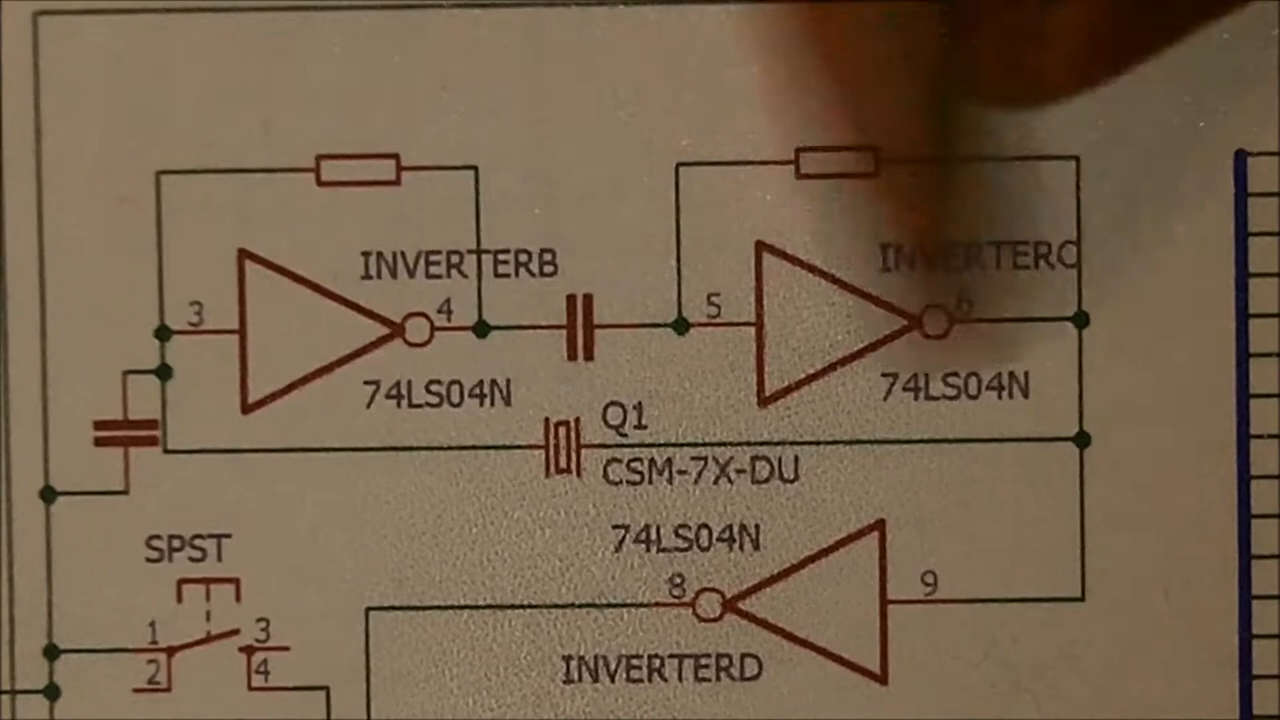 INVERTERB
INVERTERC
3
4
5
6
74LS04N
74LS04N
Q1
CSM-7X-DU
74LS04N
SPST
8
9
1
3
2
4
INVERTERD